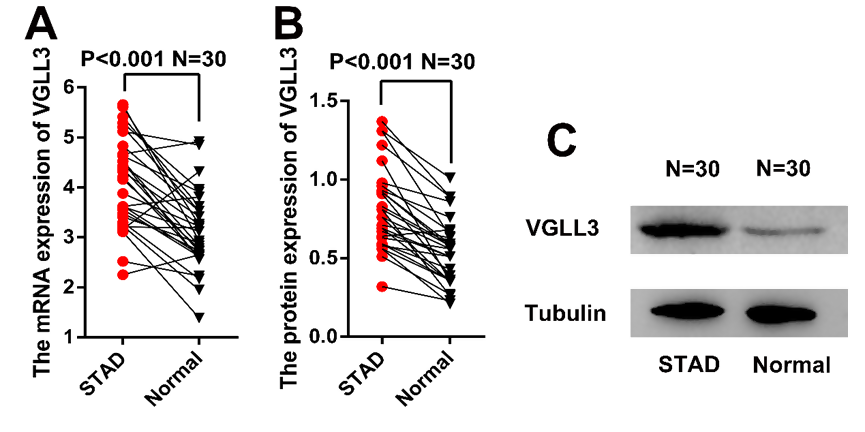 A
P<0.001 N=30
The mRNA expression of VGLL3
6
5
4
3
2
1
STAD
Normal
B
P<0.001 N=30
The protein expression of VGLL3
1.5
1.0
0.5
0.0
STAD
Normal
C
N=30 N=30
VGLL3
Tubulin
STAD Normal